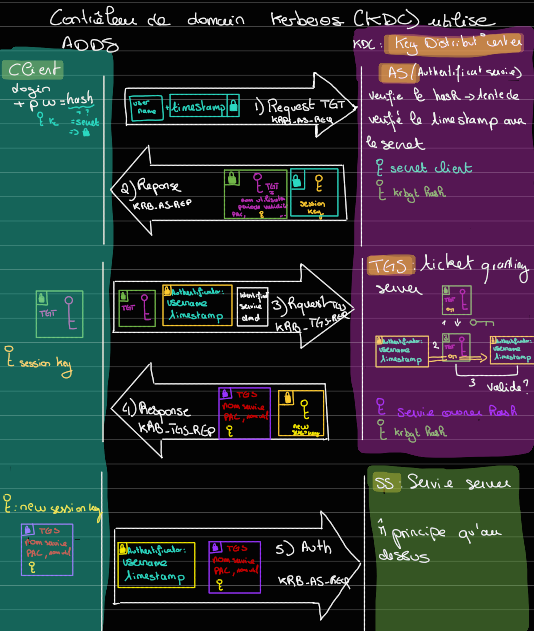 Contrôleur de domain Kerberos (KDC) utilise
ADDS
KDC : Key Distribut° center
Client
login
+ pw = hash
= secret
=>
user name
+ timestamp
1) Request TGT
KRB_AS_REQ
AS (Authentificat° service)
verifie le hash → tente de
verifié le timestamp avec
le secret
secret client
krbgt hash
2) Reponse
KRB_AS_REP
TGT
nom utilisateur
periode validité
PAC,
session
key
TGS : ticket granting
server
TGT
session key
TGT
Authentificator:
username
timestamp
identifiant
service
dmd
3) Request TGS
KRB_TGS_REQ
TGT
1
Authentificator:
username
timestamp
2
TGT
Authentificator:
username
timestamp
3 valide?
service owner hash
krbgt hash
4) Response
KRB_TGS_REP
TGS
nom service
PAC,
new
session key
: new session key
TGS
nom service
PAC,
Authentificator:
username
timestamp
TGS
nom service
PAC,
5) Auth
KRB_AS_REQ
SS : Servie server
principe qu'au
dessus